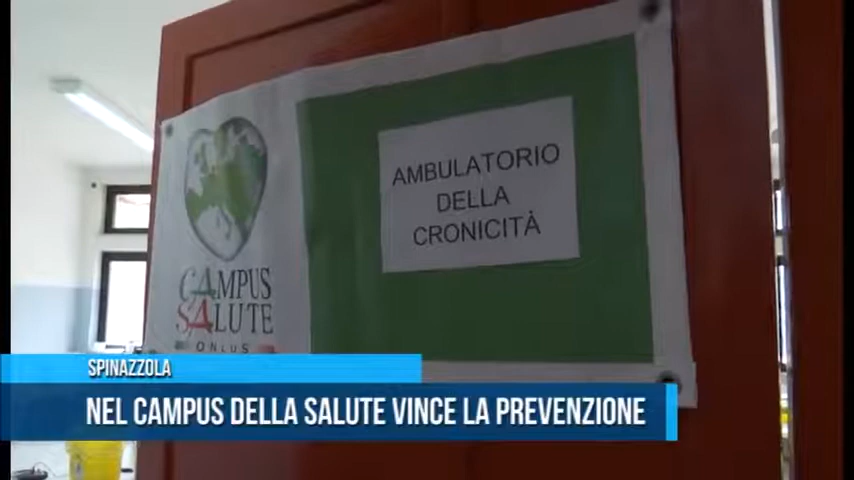 AMBULATORIO
DELLA
CRONICITÀ
CAMPUS
SALUTE
ONLUS
SPINAZZOLA
NEL CAMPUS DELLA SALUTE VINCE LA PREVENZIONE